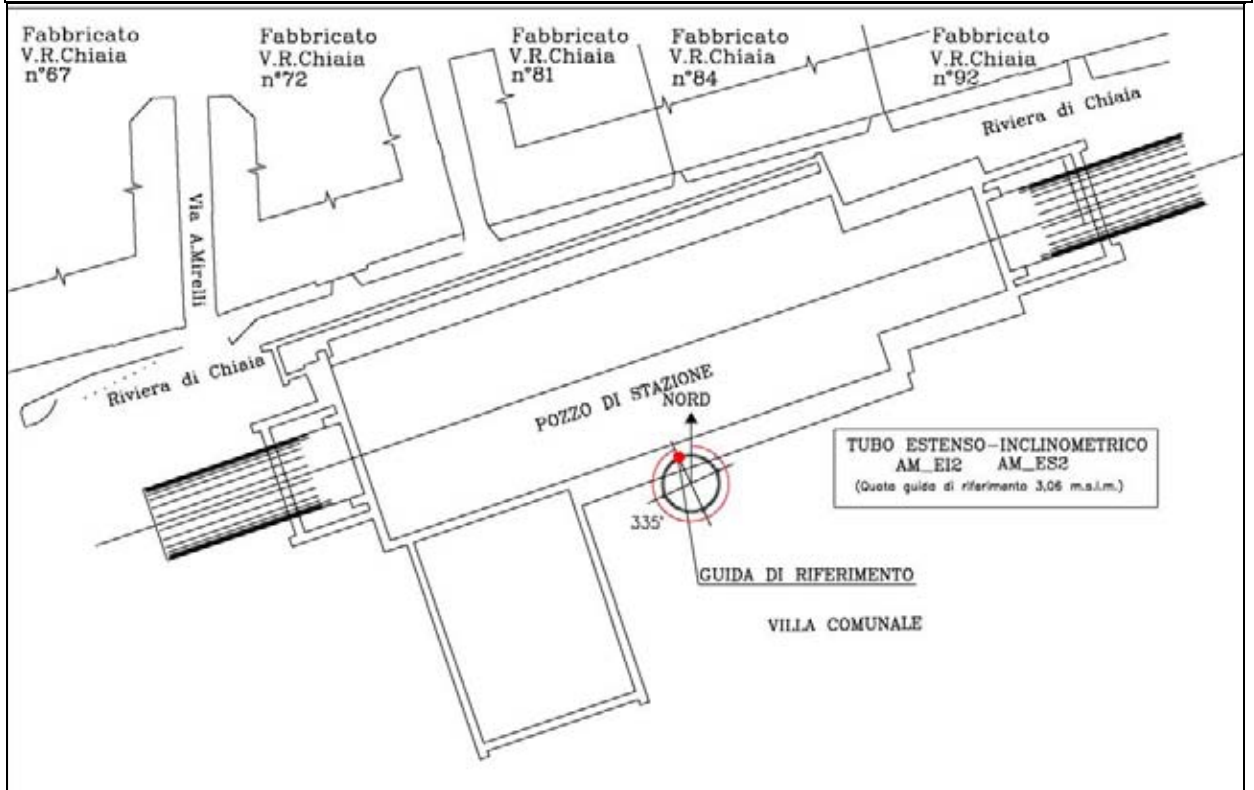 Fabbricato
V.R.Chiaia
n°67
Fabbricato
V.R.Chiaia
n°72
Fabbricato
V.R.Chiaia
n°81
Fabbricato
V.R.Chiaia
n°84
Fabbricato
V.R.Chiaia
n°92
Riviera di Chiaia
Via A.Mirelli
Riviera di Chiaia
POZZO DI STAZIONE
NORD
TUBO ESTENSO-INCLINOMETRICO
AM_EI2 AM_ES2
(Quota guida di riferimento 3,06 m.s.l.m.)
335°
GUIDA DI RIFERIMENTO
VILLA COMUNALE